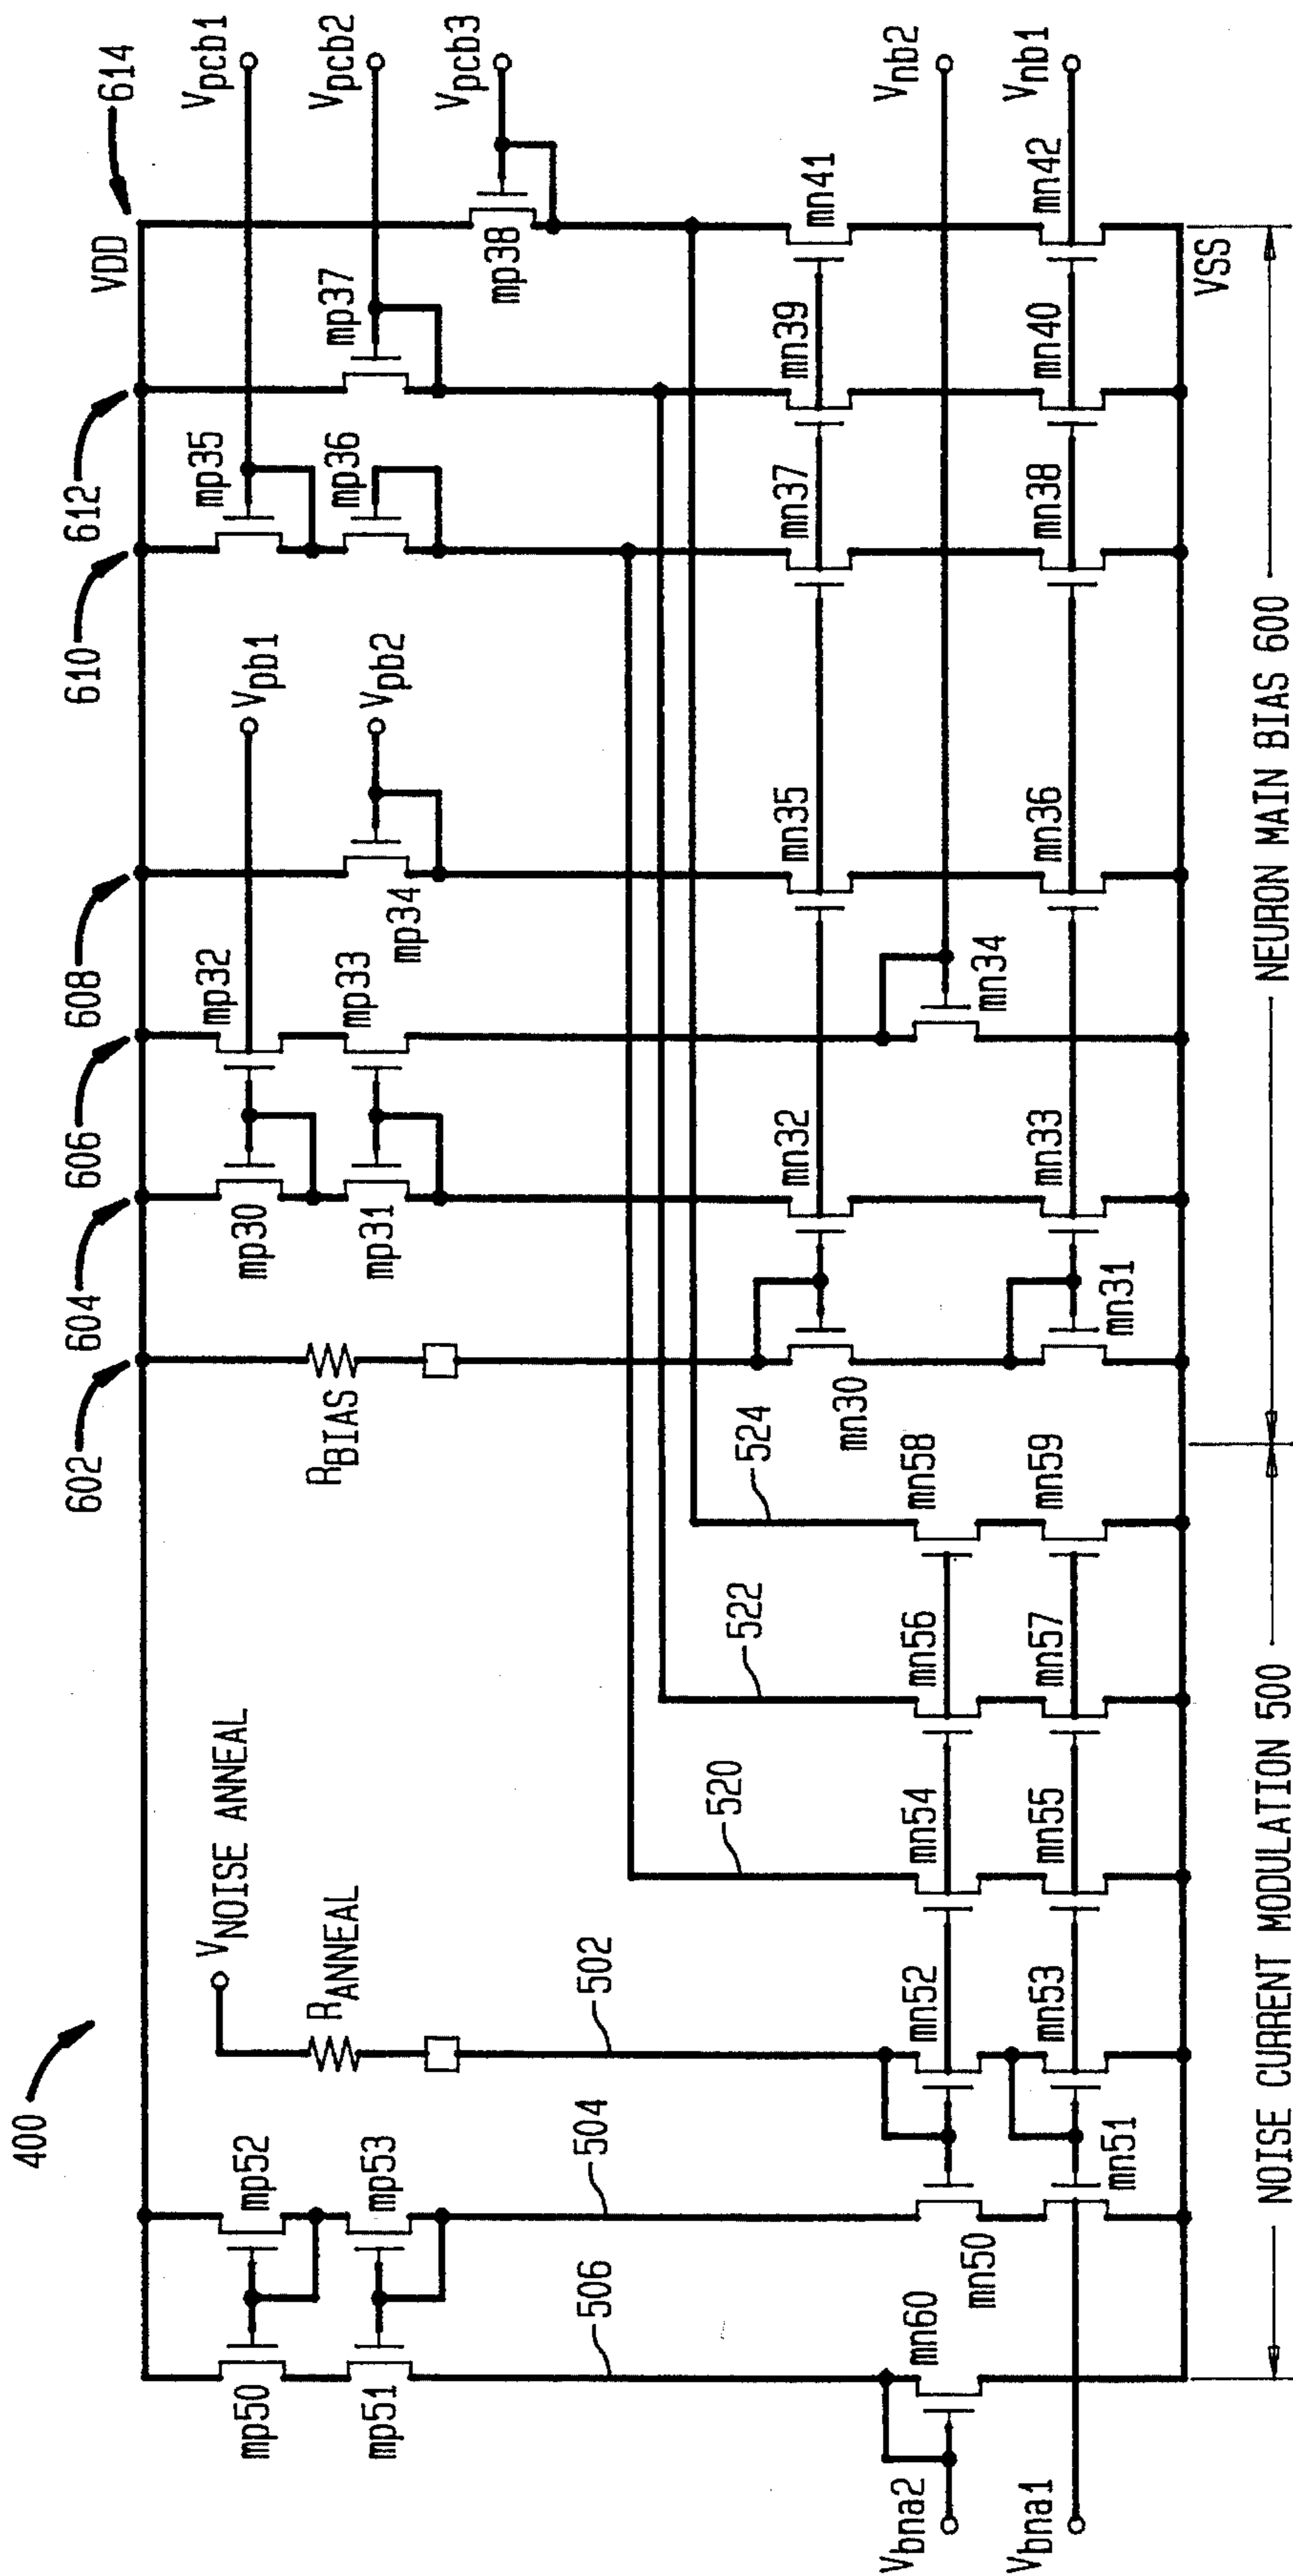 400
602
604
606
608
610
612
614
VDD
mp50
mp52
VNOISE ANNEAL
mp30
mp32
Vpb1
mp35
Vpcb1
mp51
mp53
RANNEAL
RBIAS
mp31
mp33
mp34
Vpb2
mp36
mp37
Vpcb2
mp38
Vpcb3
506
504
502
520
522
524
mn30
mn32
mn35
mn37
mn39
mn41
Vbna2
mn60
mn50
mn52
mn54
mn56
mn58
mn34
Vnb2
Vbna1
mn51
mn53
mn55
mn57
mn59
mn31
mn33
mn36
mn38
mn40
mn42
Vnb1
VSS
NOISE CURRENT MODULATION 500
NEURON MAIN BIAS 600